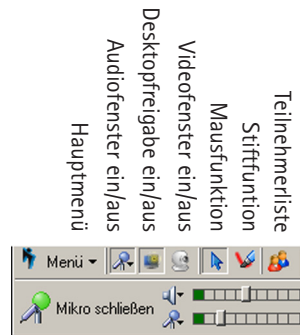 Hauptmenü
Audiofenster ein/aus
Desktopfreigabe ein/aus
Videofenster ein/aus
Mausfunktion
Stiftfuntion
Teilnehmerliste
Menü
Mikro schließen